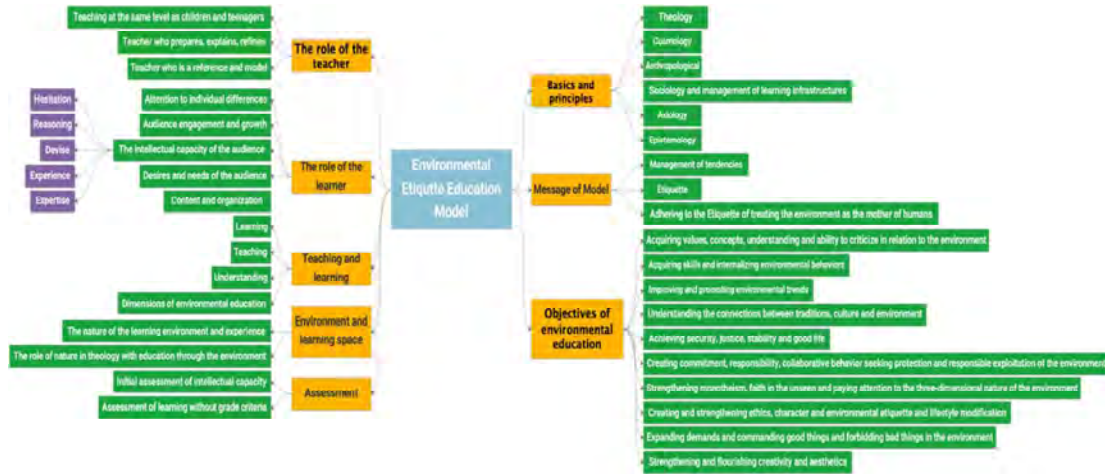 Teaching at the same level as children and teenagers
Teacher who prepares, explains, refines
Teacher who is a reference and model
The role of the
teacher
Hesitation
Reasoning
Devise
Experience
Expertise
Attention to individual differences
Audience engagement and growth
The intellectual capacity of the audience
Desires and needs of the audience
Content and organization
The role of the
learner
Learning
Teaching
Understanding
Dimensions of environmental education
Teaching and
learning
The nature of the learning environment and experience
The role of nature in theology with education through the environment
Environment and
learning space
Initial assessment of intellectual capacity
Assessment of learning without grade criteria
Assessment
Environmental
Etiqutte Education
Model
Basics and
principles
Theology
Cosmology
Anthropological
Sociology and management of learning infrastructures
Axiology
Epistemology
Message of Model
Management of tendencies
Etiquette
Adhering to the Etiquette of treating the environment as the mother of humans
Objectives of
environmental
education
Acquiring values, concepts, understanding and ability to criticize in relation to the environment
Acquiring skills and internalizing environmental behaviors
Improving and promoting environmental trends
Understanding the connections between traditions, culture and environment
Achieving security, justice, stability and good life
Creating commitment, responsibility, collaborative behavior seeking protection and responsible exploitation of the environment
Strengthening monotheism, faith in the unseen and paying attention to the three-dimensional nature of the environment
Creating and strengthening ethics, character and environmental etiquette and lifestyle modification
Expanding demands and commanding good things and forbidding bad things in the environment
Strengthening and flourishing creativity and aesthetics